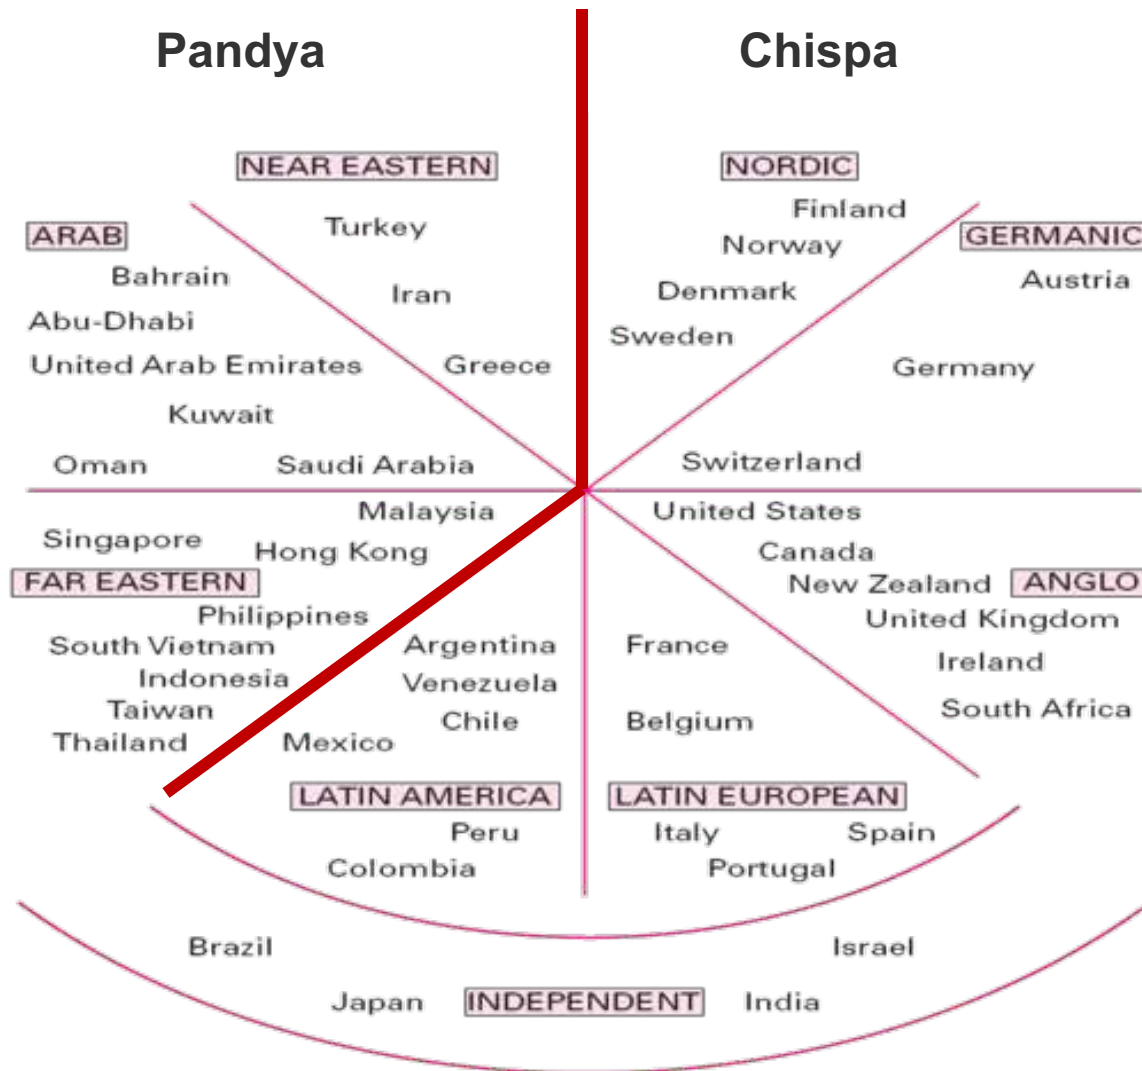 Pandya
Chispa
NEAR EASTERN
Turkey
Iran
Greece
ARAB
Bahrain
Abu-Dhabi
United Arab Emirates
Kuwait
Oman
Saudi Arabia
NORDIC
Finland
Norway
Denmark
Sweden
GERMANIC
Austria
Germany
Switzerland
Malaysia
Singapore
Hong Kong
FAR EASTERN
Philippines
South Vietnam
Indonesia
Taiwan
Thailand
Argentina
Venezuela
Chile
Mexico
LATIN AMERICA
Peru
Colombia
France
Belgium
LATIN EUROPEAN
Italy
Spain
Portugal
United States
Canada
New Zealand
ANGLO
United Kingdom
Ireland
South Africa
Brazil
Israel
Japan
INDEPENDENT
India